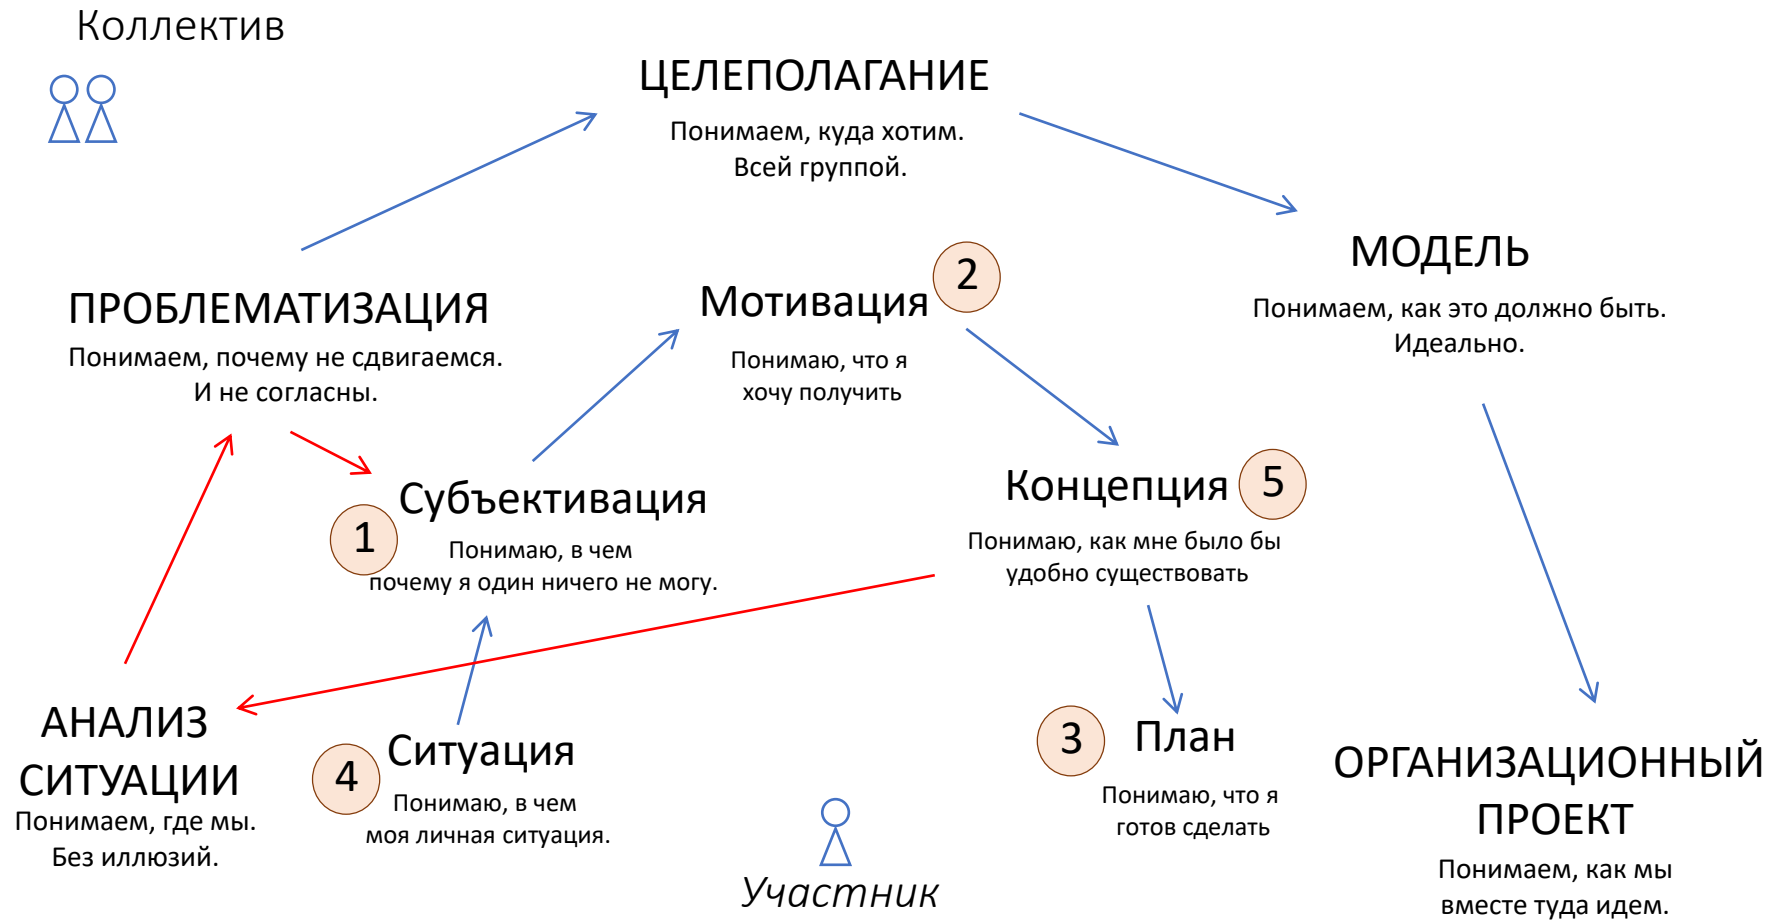 Коллектив
ЦЕЛЕПОЛАГАНИЕ
Понимаем, куда хотим.
Всей группой.
МОДЕЛЬ
Понимаем, как это должно быть.
Идеально.
ПРОБЛЕМАТИЗАЦИЯ
Понимаем, почему не сдвигаемся.
И не согласны.
Мотивация
2
Понимаю, что я
хочу получить
Субъективация
1
Понимаю, в чем
почему я один ничего не могу.
Концепция
5
Понимаю, как мне было бы
удобно существовать
АНАЛИЗ
СИТУАЦИИ
Понимаем, где мы.
Без иллюзий.
Ситуация
4
Понимаю, в чем
моя личная ситуация.
Участник
3
План
Понимаю, что я
готов сделать
ОРГАНИЗАЦИОННЫЙ
ПРОЕКТ
Понимаем, как мы
вместе туда идем.